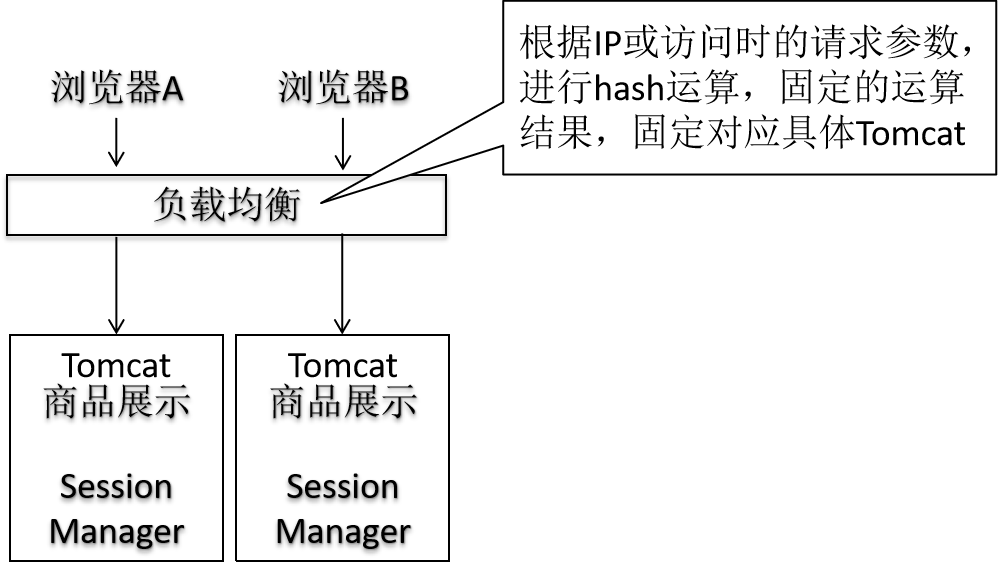 根据IP或访问时的请求参数，
进行hash运算，固定的运算
结果，固定对应具体Tomcat
浏览器A
浏览器B
负载均衡
Tomcat
商品展示
Session
Manager
Tomcat
商品展示
Session
Manager